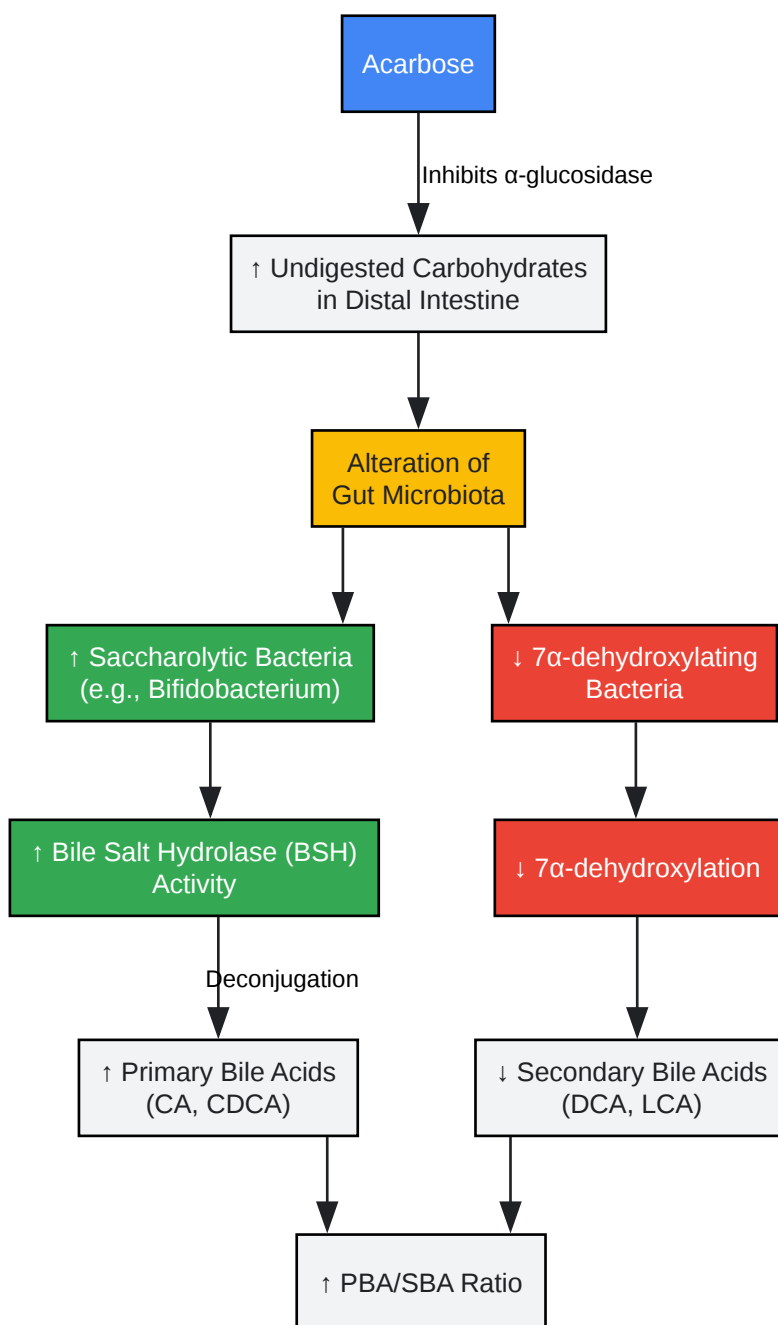 Acarbose
Inhibits α-glucosidase
↑ Undigested Carbohydrates
in Distal Intestine
Alteration of
Gut Microbiota
↑ Saccharolytic Bacteria
(e.g., Bifidobacterium)
↓ 7α-dehydroxylating
Bacteria
↑ Bile Salt Hydrolase (BSH)
Activity
↓ 7α-dehydroxylation
Deconjugation
↑ Primary Bile Acids
(CA, CDCA)
↓ Secondary Bile Acids
(DCA, LCA)
↑ PBA/SBA Ratio